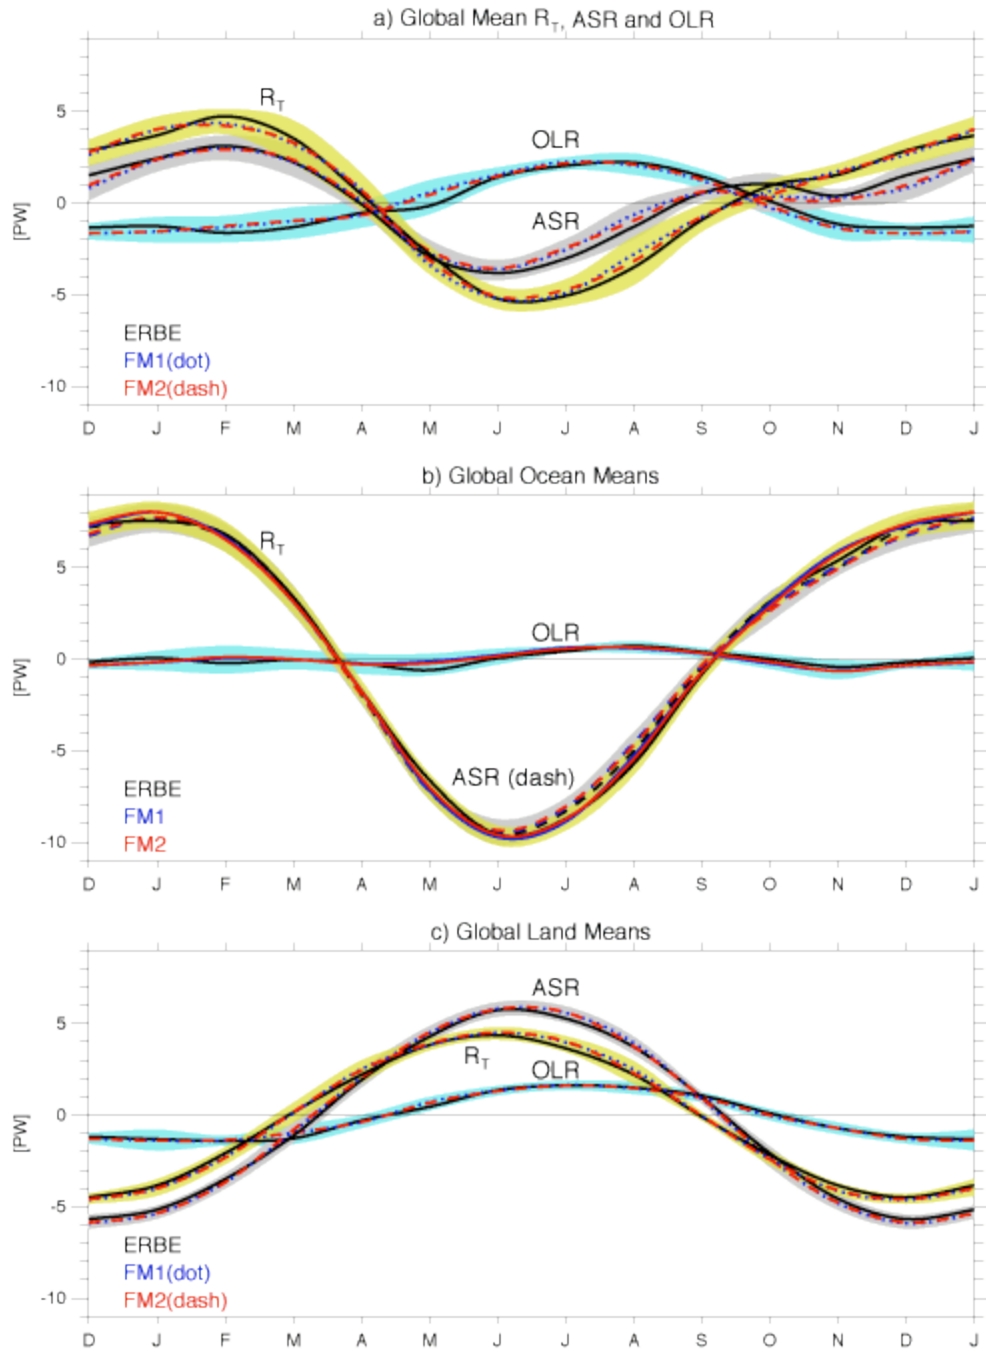 a) Global Mean R_T, ASR and OLR
R_T
OLR
ASR
5
0
-5
-10
[PW]
ERBE
FM1(dot)
FM2(dash)
D J F M A M J J A S O N D J
b) Global Ocean Means
R_T
OLR
ASR (dash)
5
0
-5
-10
[PW]
ERBE
FM1
FM2
D J F M A M J J A S O N D J
c) Global Land Means
ASR
R_T
OLR
5
0
-5
-10
[PW]
ERBE
FM1(dot)
FM2(dash)
D J F M A M J J A S O N D J